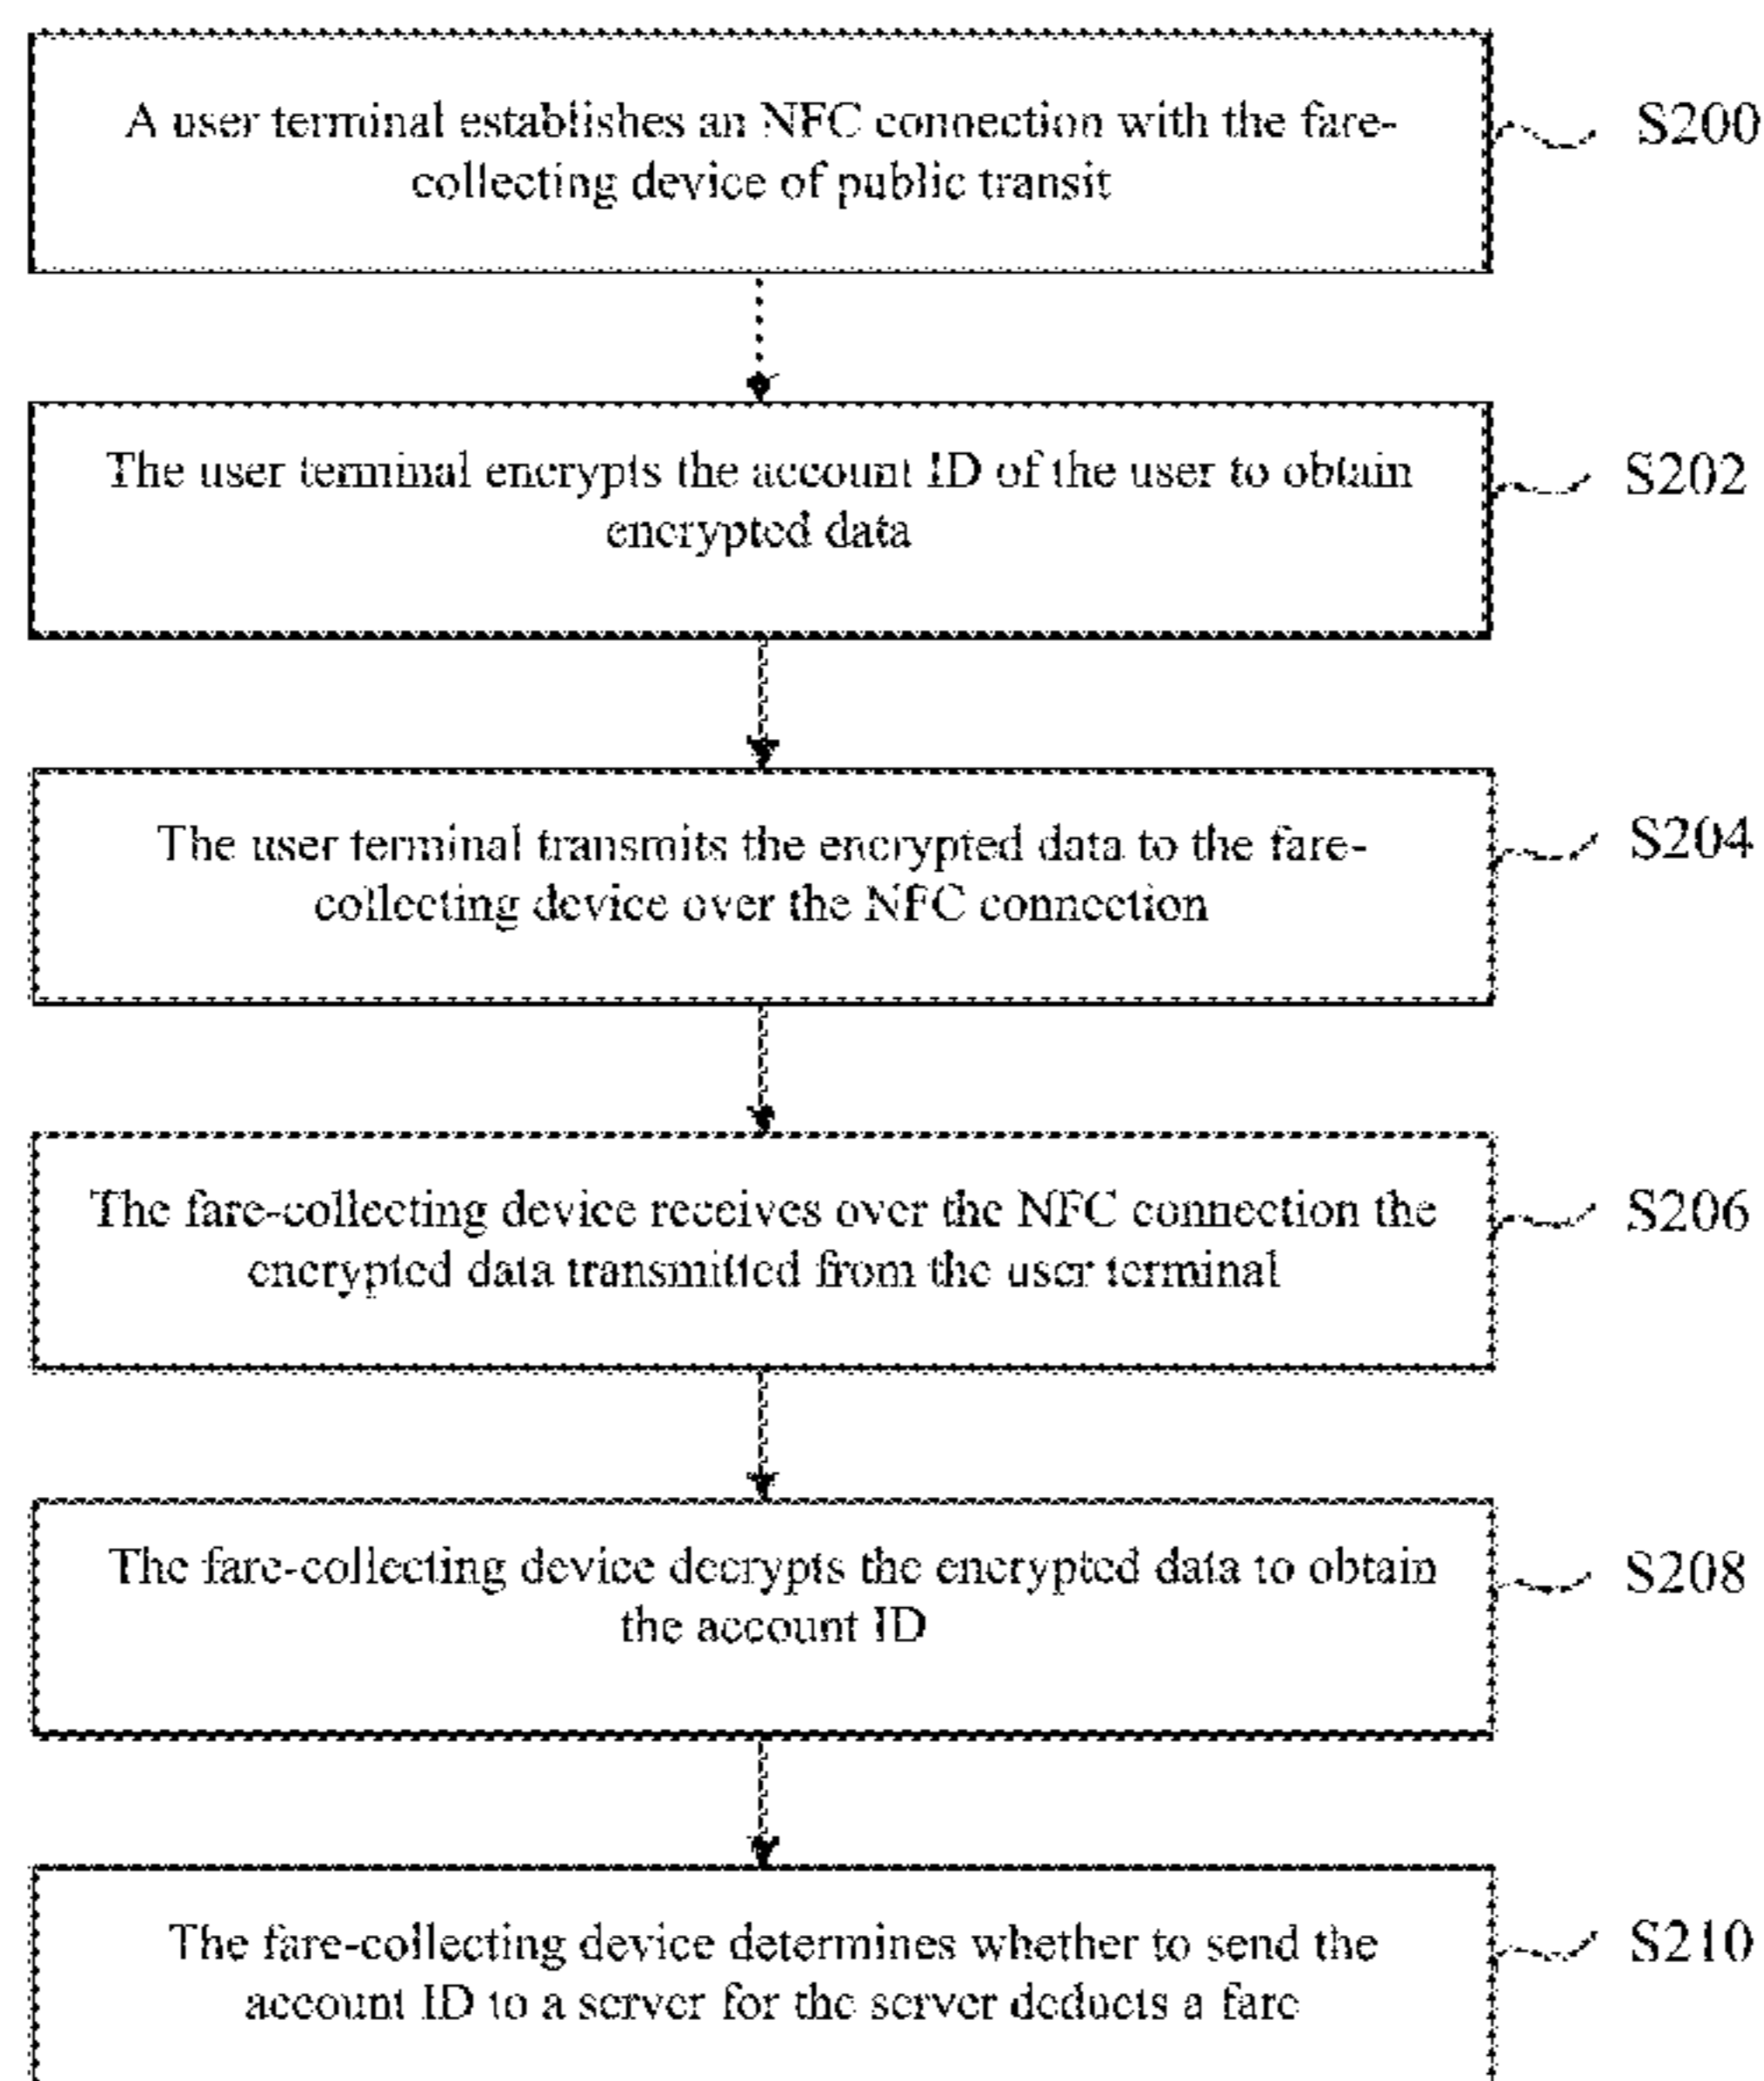 A user terminal establishes an NFC connection with the fare-
collecting device of public transit
S200
The user terminal encrypts the account ID of the user to obtain
encrypted data
S202
The user terminal transmits the encrypted data to the fare-
collecting device over the NFC connection
S204
The fare-collecting device receives over the NFC connection the
encrypted data transmitted from the user terminal
S206
The fare-collecting device decrypts the encrypted data to obtain
the account ID
S208
The fare-collecting device determines whether to send the
account ID to a server for the server deducts a fare
S210